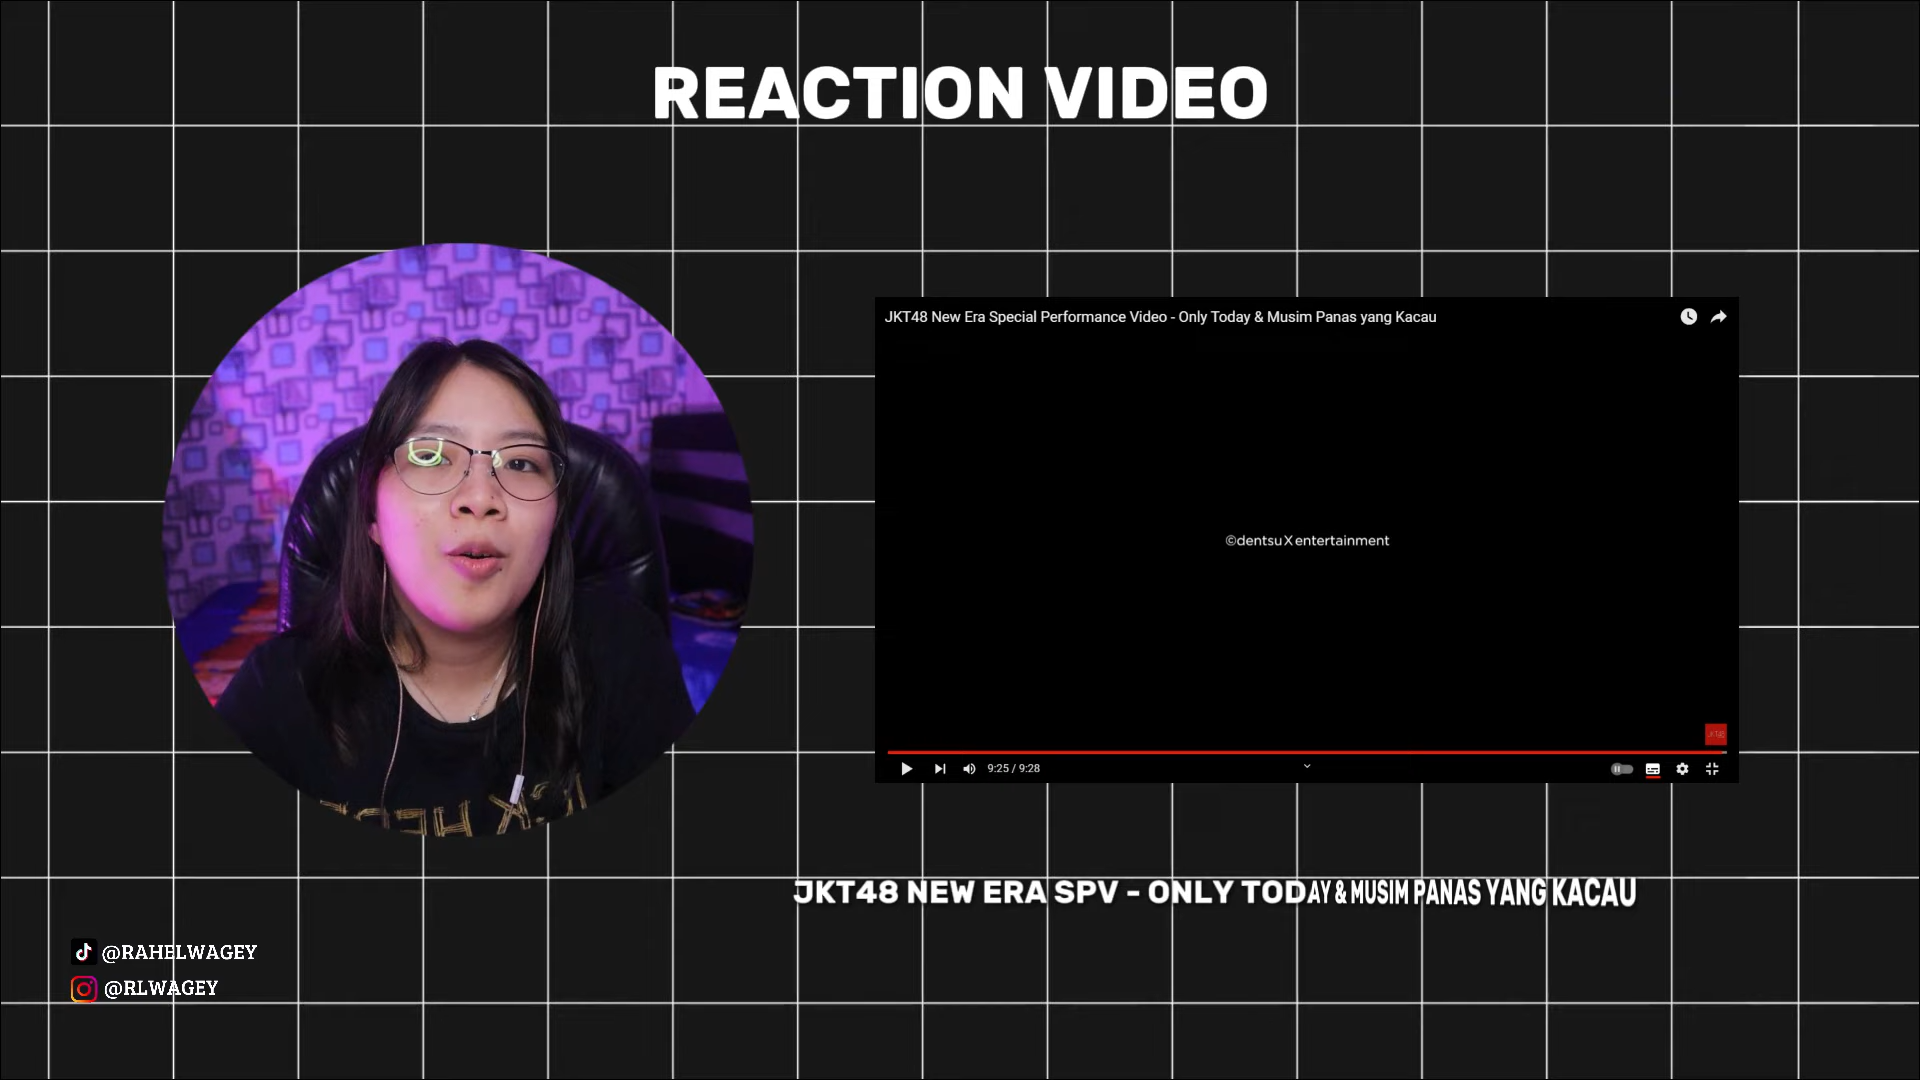 REACTION VIDEO
JKT48 New Era Special Performance Video - Only Today & Musim Panas yang Kacau
©dentsu X entertainment
JKT48
9:25 / 9:28
JKT48 NEW ERA SPV - ONLY TODAY & MUSIM PANAS YANG KACAU
@RAHELWAGEY
@RLWAGEY